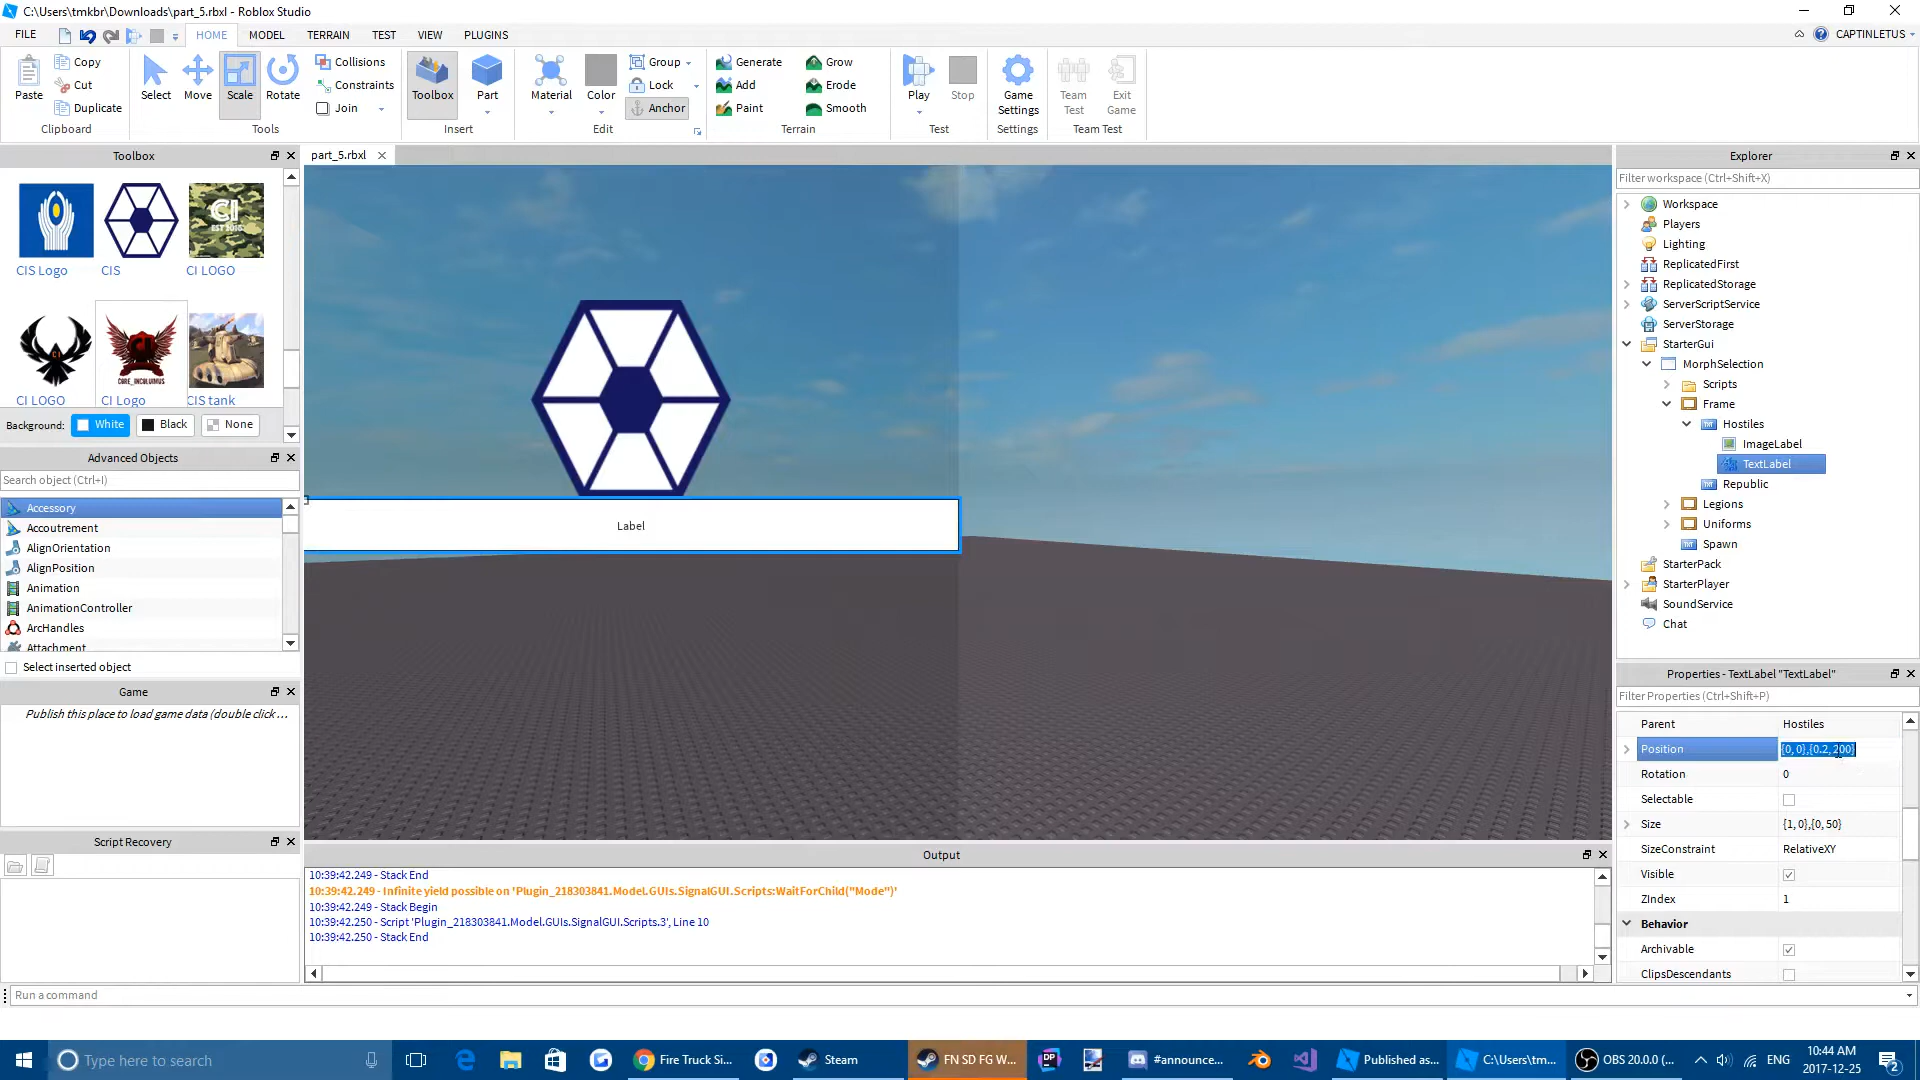 C:\Users\tmkbr\Downloads\part_5.rbxl - Roblox Studio
FILE HOME MODEL TERRAIN TEST VIEW PLUGINS CAPTINLETUS
Copy Collisions Group Generate Grow
Cut Constraints Lock Add Erode
Paste Duplicate Select Move Scale Rotate Join Toolbox Part Material Color Anchor Paint Smooth Play Stop Game Settings Team Test Exit Game
Clipboard Tools Insert Edit Terrain Test Settings Team Test
Toolbox
part_5.rbxl
Explorer
Filter workspace (Ctrl+Shift+X)
CI
CIS Logo CIS CI LOGO
CI LOGO CI Logo CIS tank
Background: White Black None
Advanced Objects
Search object (Ctrl+I)
Accessory
Accoutrement
AlignOrientation
AlignPosition
Animation
AnimationController
ArcHandles
Attachment
Select inserted object
Game
Publish this place to load game data (double click ...
Script Recovery
Label
Workspace
Players
Lighting
ReplicatedFirst
ReplicatedStorage
ServerScriptService
ServerStorage
StarterGui
MorphSelection
Scripts
Frame
Hostiles
ImageLabel
TextLabel
Republic
Legions
Uniforms
Spawn
StarterPack
StarterPlayer
SoundService
Chat
Properties - TextLabel "TextLabel"
Filter Properties (Ctrl+Shift+P)
Parent Hostiles
Position {0, 0},{0.2, 200}
Rotation 0
Selectable
Size {1, 0},{0, 50}
SizeConstraint RelativeXY
Visible
ZIndex 1
Behavior
Archivable
ClipsDescendants
Output
10:39:42.249 - Stack End
10:39:42.249 - Infinite yield possible on 'Plugin_218303841.Model.GUIs.SignalGUI.Scripts:WaitForChild("Mode")'
10:39:42.249 - Stack Begin
10:39:42.250 - Script 'Plugin_218303841.Model.GUIs.SignalGUI.Scripts.3', Line 10
10:39:42.250 - Stack End
Run a command
Type here to search
Fire Truck Si...
Steam
FN SD FG W...
#announce...
Published as...
C:\Users\tm...
OBS 20.0.0 (...
ENG
10:44 AM
2017-12-25
2